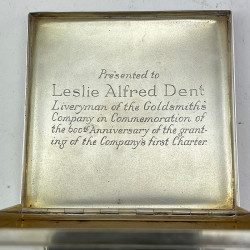 Presented to
Leslie Alfred Dent
Liveryman of the Goldsmiths'
Company in Commemoration of
the 600th Anniversary of the grant-
ing of the Company's first Charter.